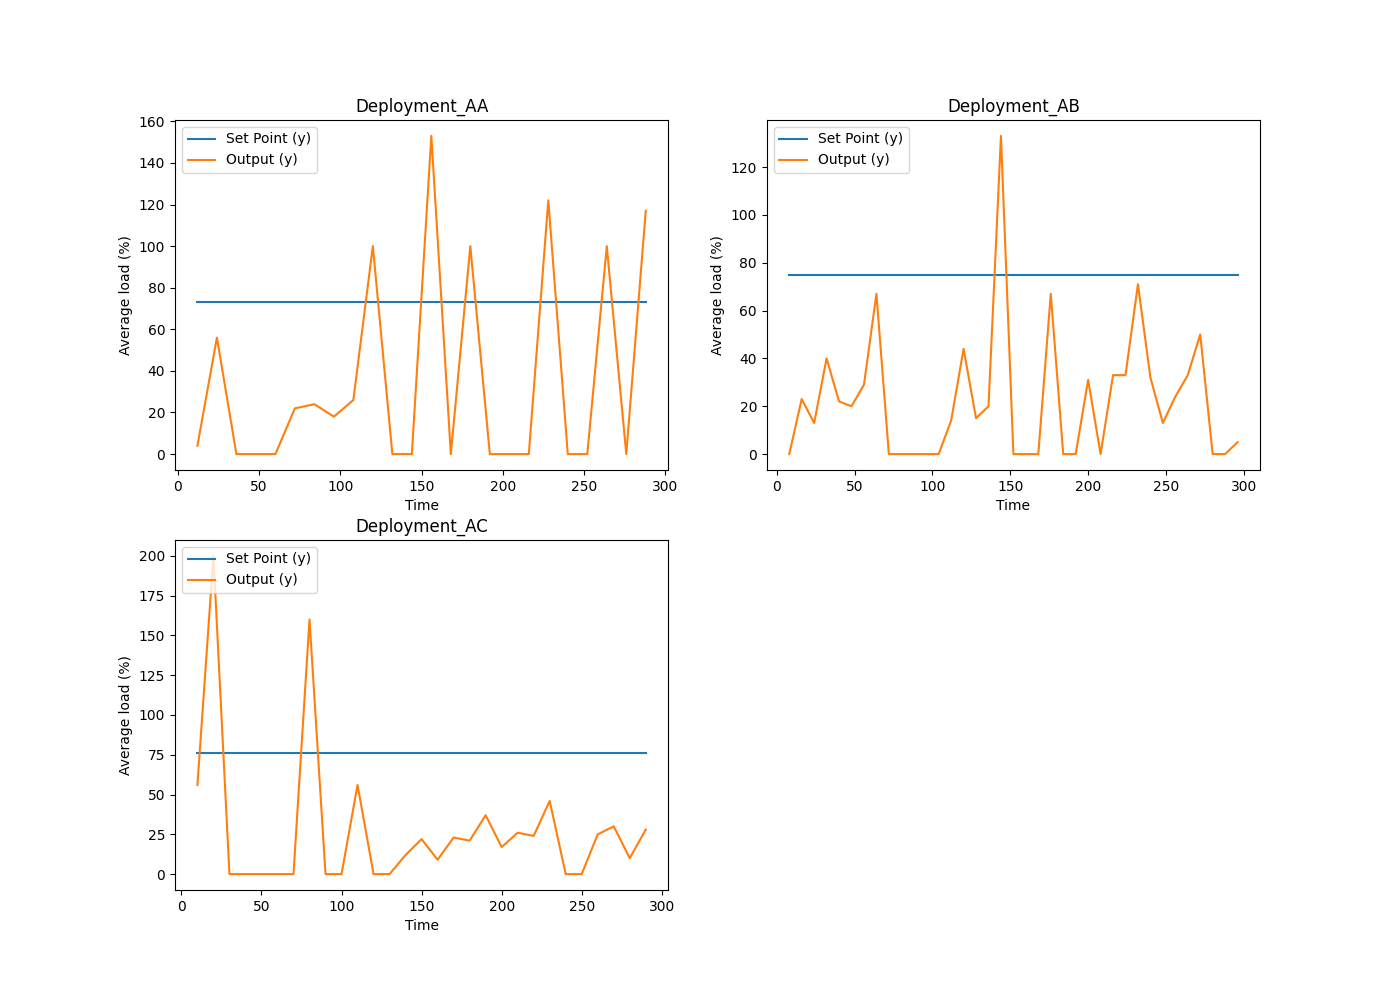 Deployment_AA
Set Point (y)
Output (y)
Average load (%)
160
140
120
100
80
60
40
20
0
0 50 100 150 200 250 300
Time
Deployment_AB
Set Point (y)
Output (y)
Average load (%)
120
100
80
60
40
20
0
0 50 100 150 200 250 300
Time
Deployment_AC
Set Point (y)
Output (y)
Average load (%)
200
175
150
125
100
75
50
25
0
0 50 100 150 200 250 300
Time